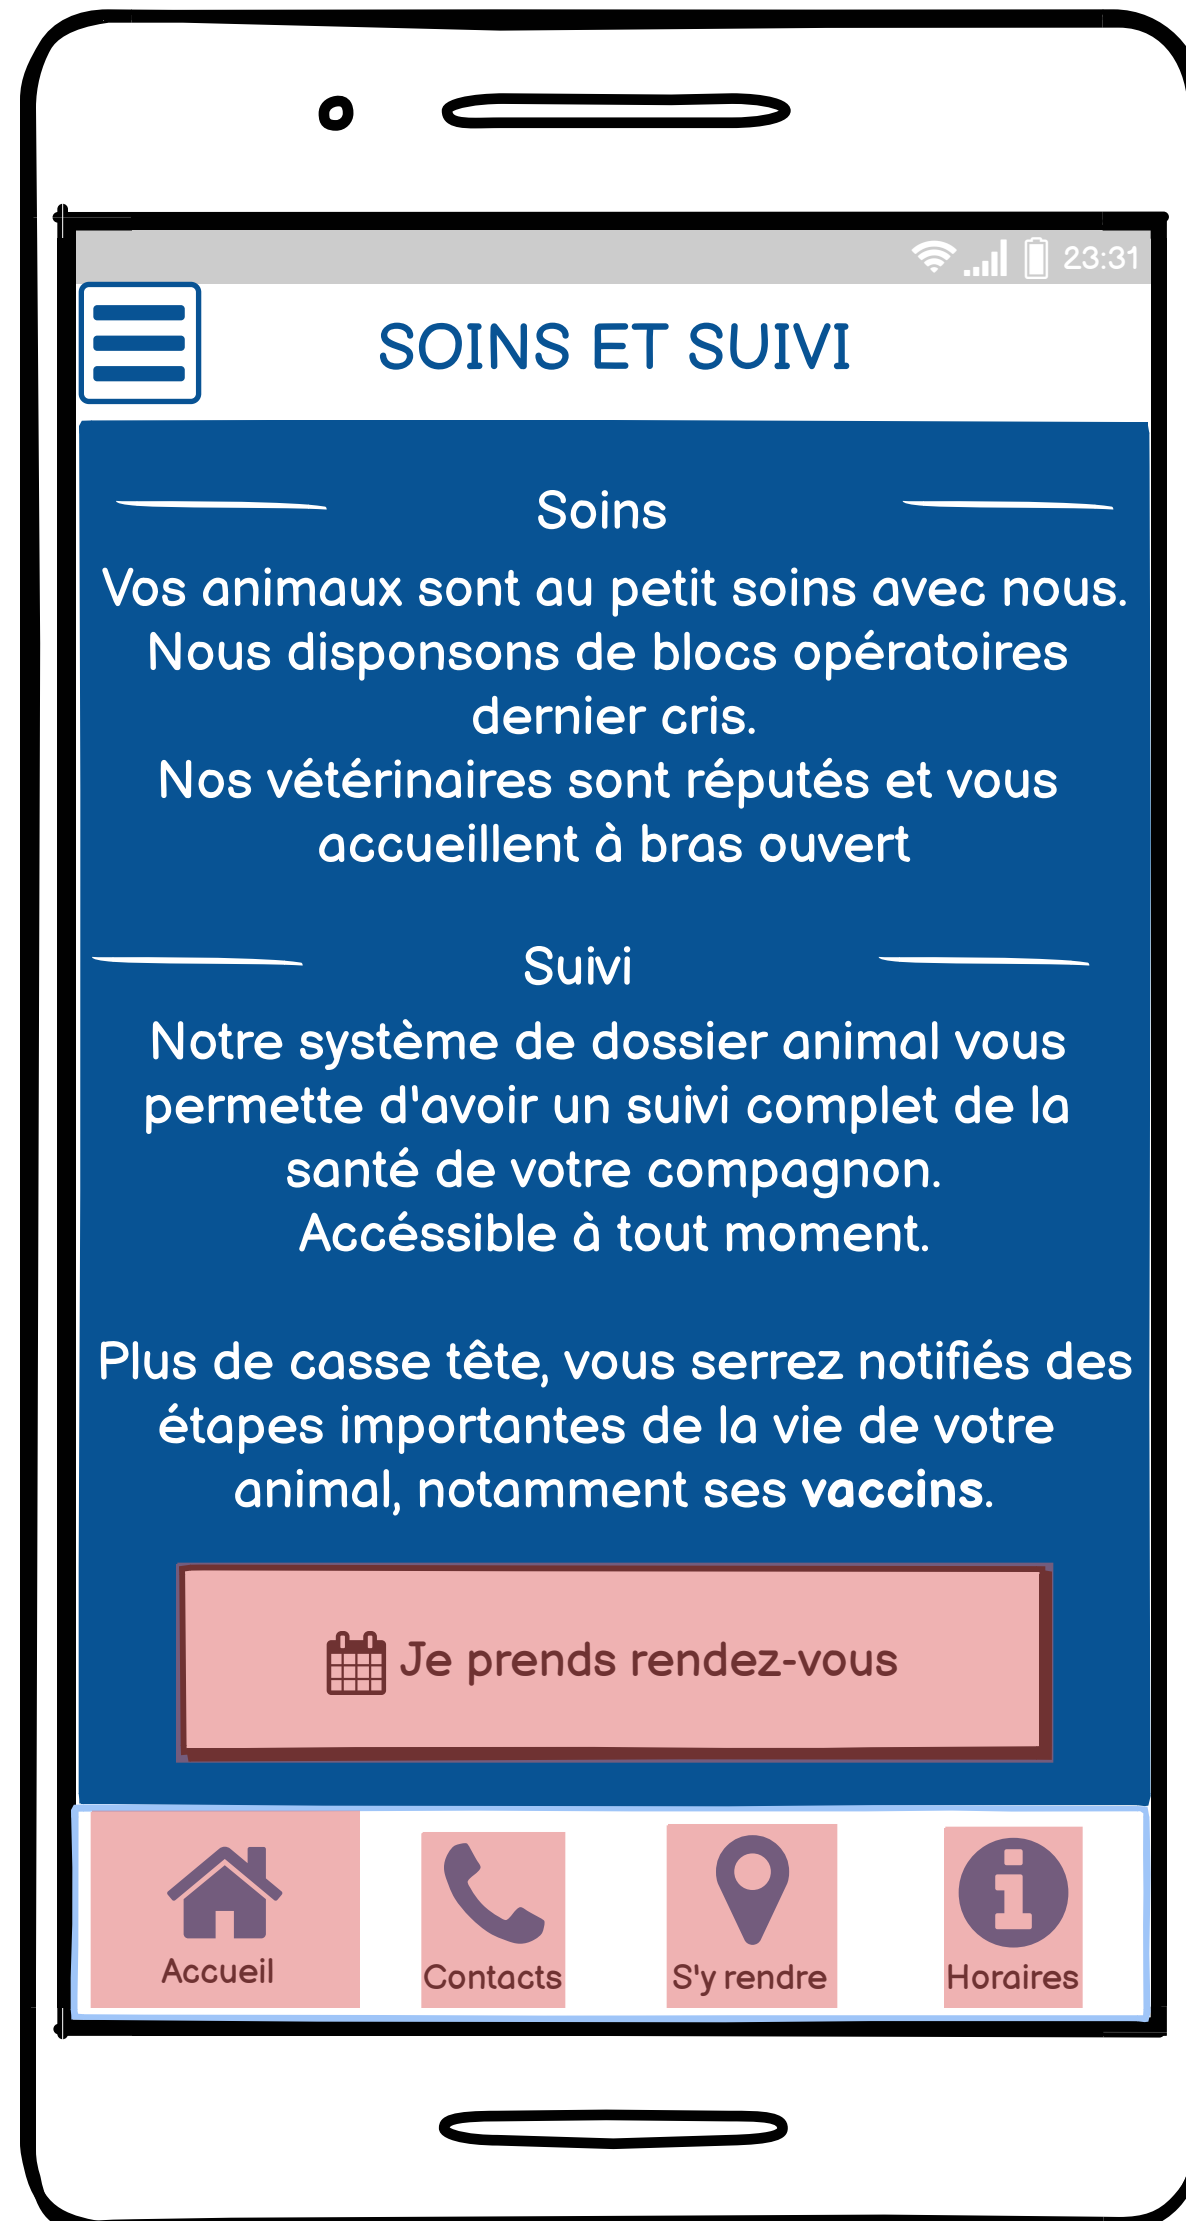 23:31
SOINS ET SUIVI
Soins
Vos animaux sont au petit soins avec nous.
Nous disponsons de blocs opératoires
dernier cris.
Nos vétérinaires sont réputés et vous
accueillent à bras ouvert
Suivi
Notre système de dossier animal vous
permette d'avoir un suivi complet de la
santé de votre compagnon.
Accéssible à tout moment.
Plus de casse tête, vous serrez notifiés des
étapes importantes de la vie de votre
animal, notamment ses vaccins.
Je prends rendez-vous
Accueil
Contacts
S'y rendre
Horaires